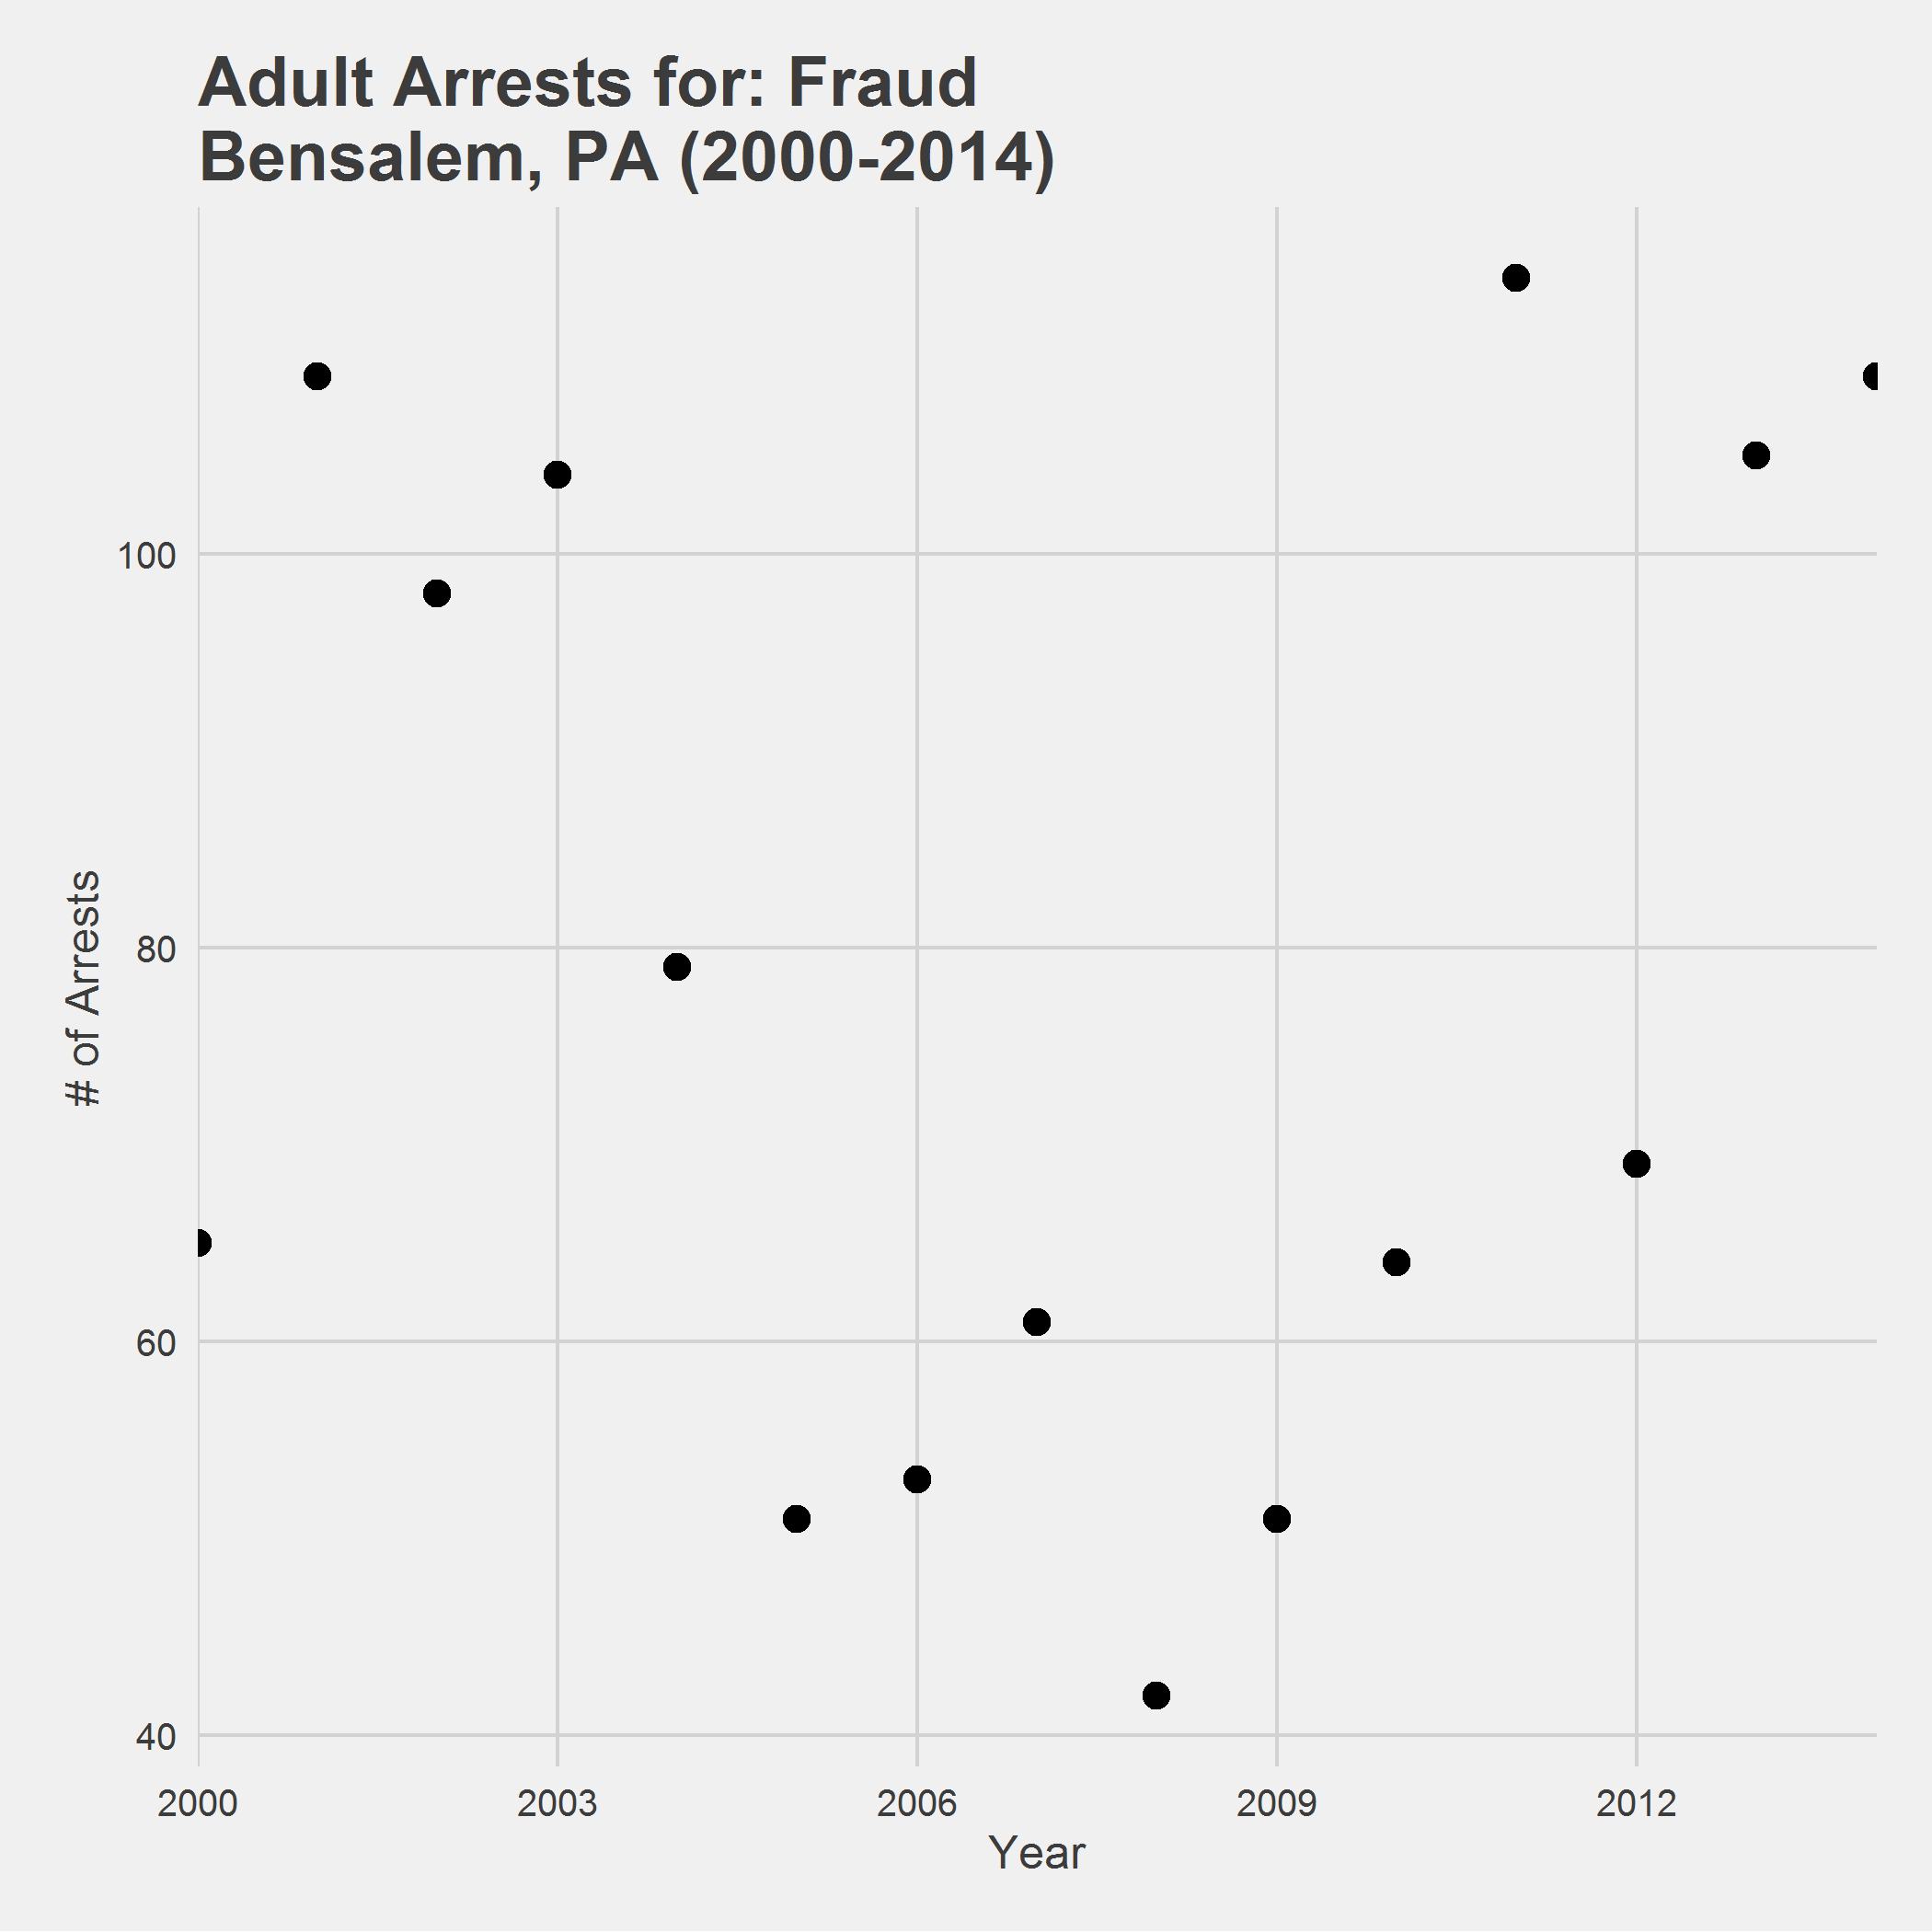 Adult Arrests for: Fraud
Bensalem, PA (2000-2014)
# of Arrests
100
80
60
40
2000 2003 2006 2009 2012
Year